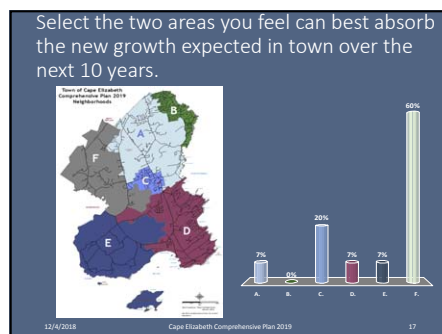 Select the two areas you feel can best absorb
the new growth expected in town over the
next 10 years.
Town of Cape Elizabeth
Comprehensive Plan 2019
Neighborhoods
A
B
C
D
E
F
7%
0%
20%
7%
7%
60%
A.
B.
C.
D.
E.
F.
12/4/2018
Cape Elizabeth Comprehensive Plan 2019
17